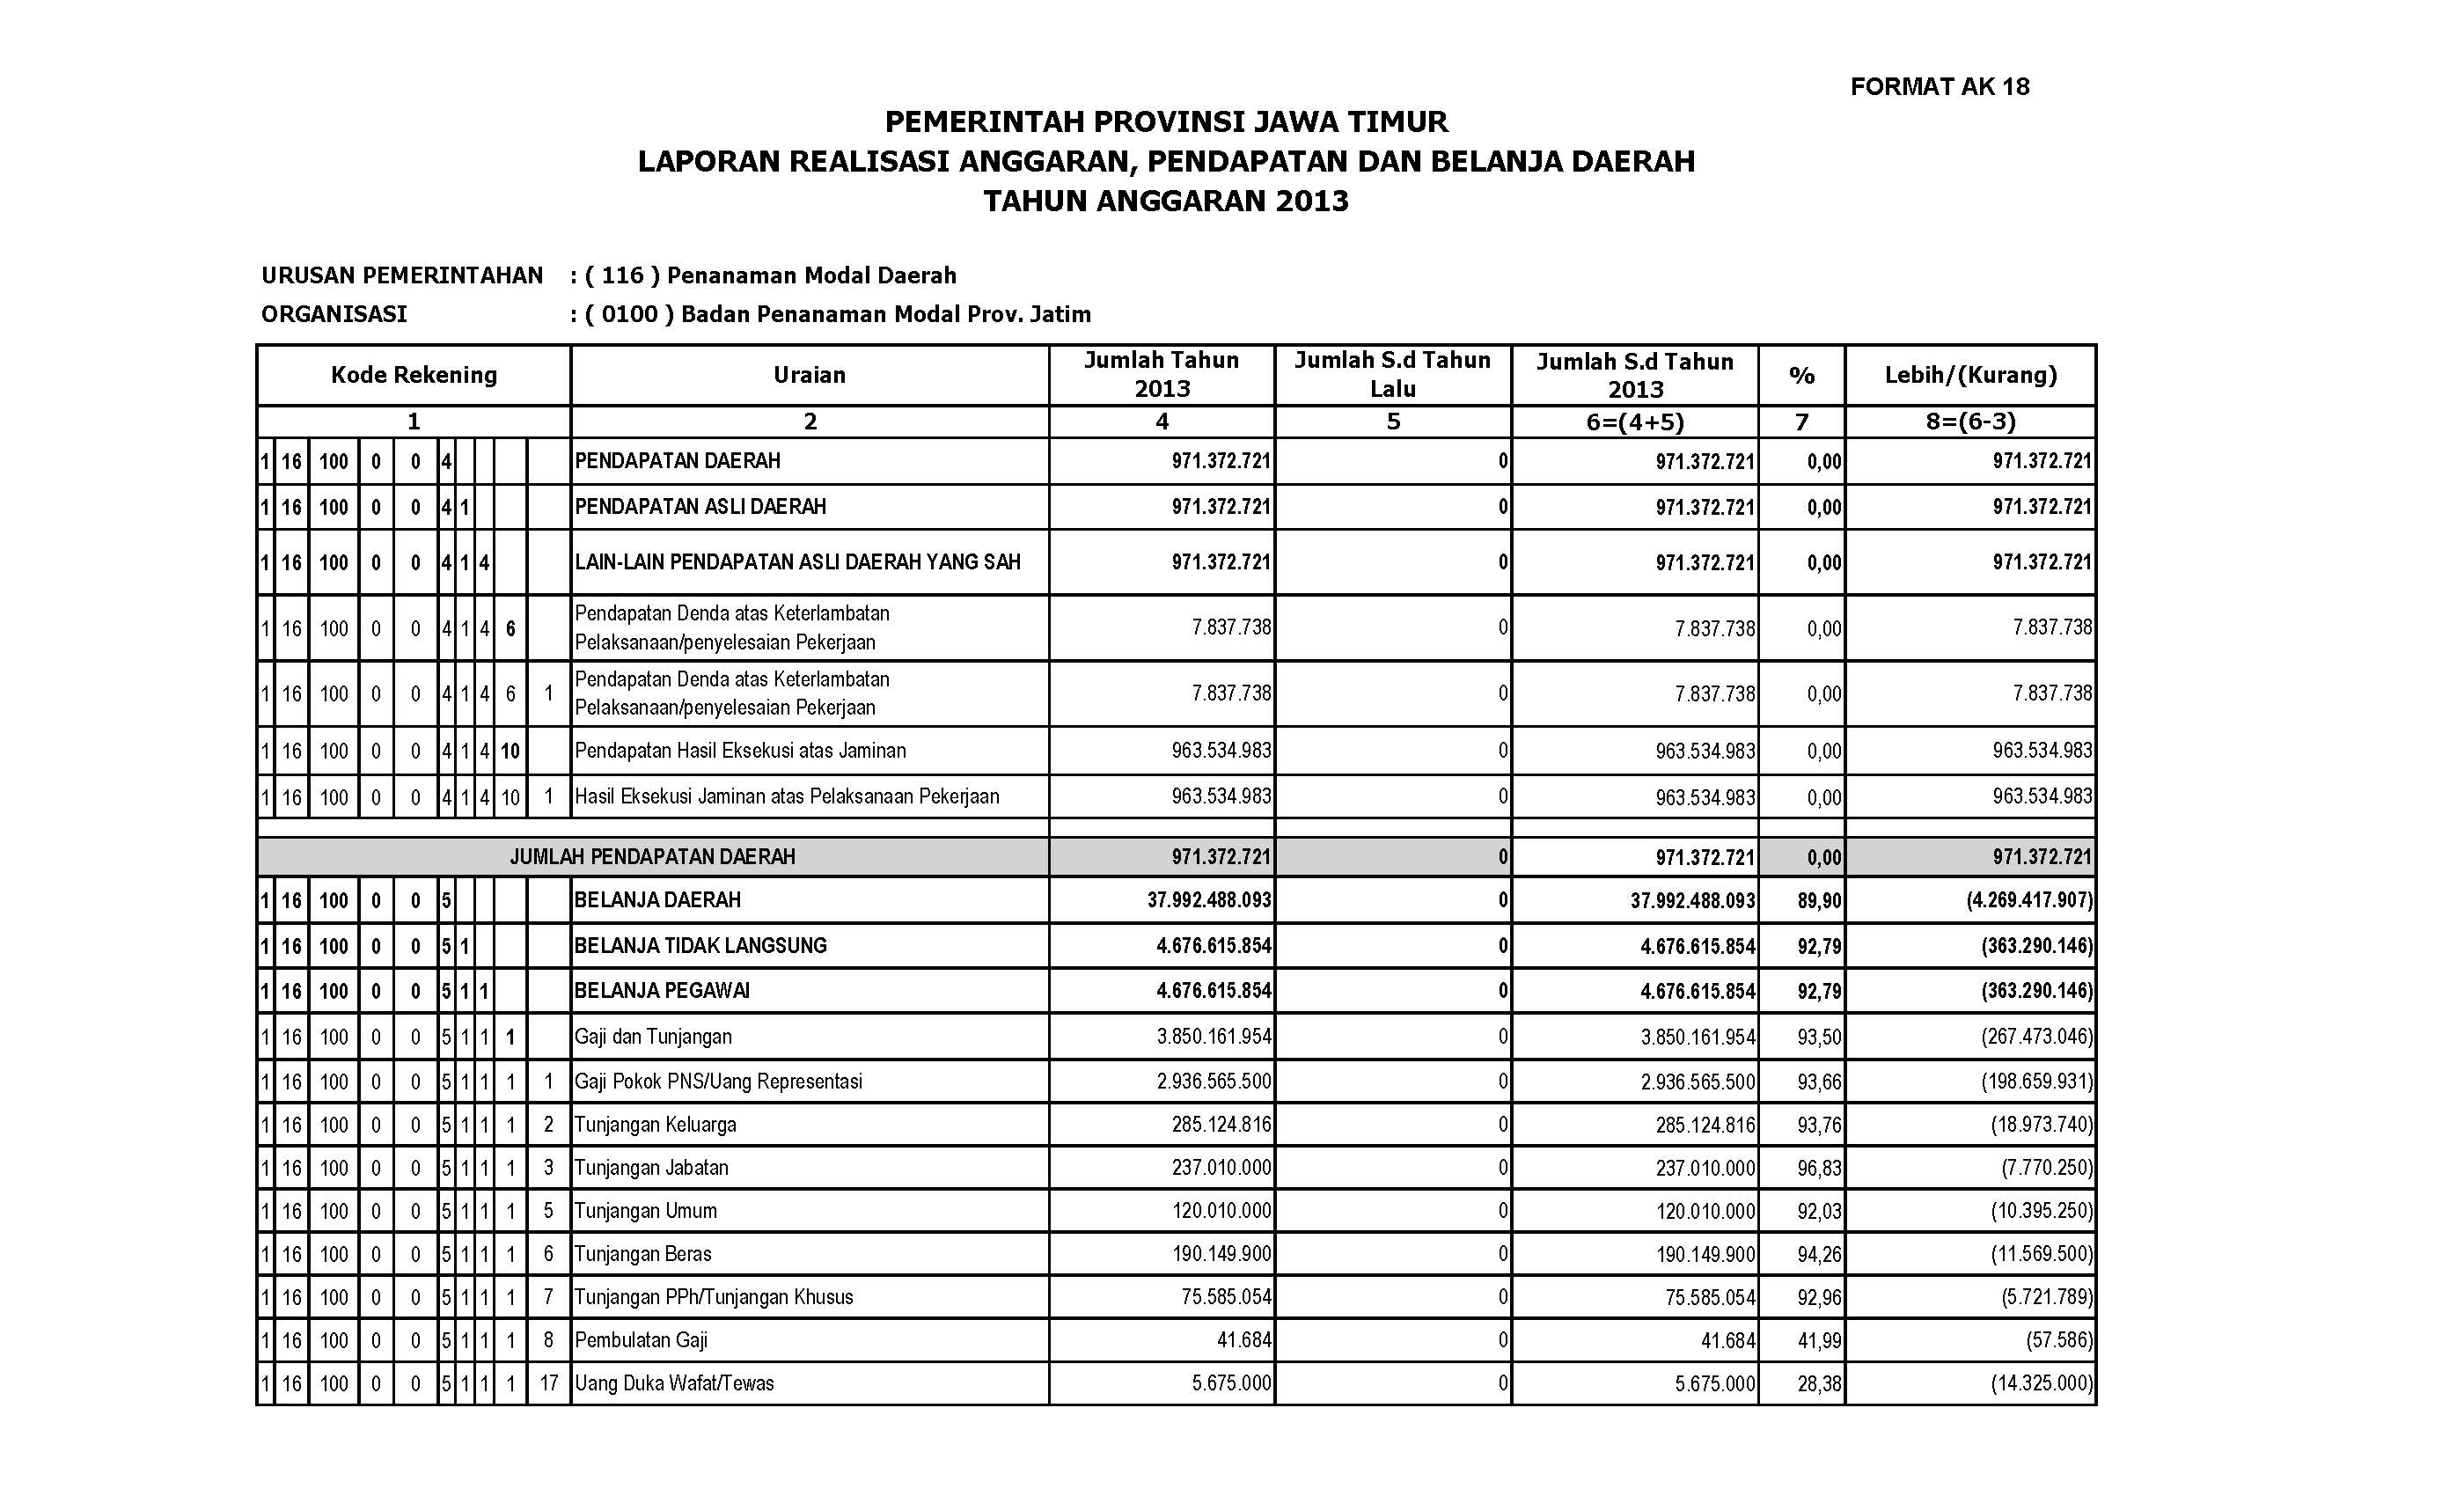 FORMAT AK 18
PEMERINTAH PROVINSI JAWA TIMUR
LAPORAN REALISASI ANGGARAN, PENDAPATAN DAN BELANJA DAERAH
TAHUN ANGGARAN 2013
URUSAN PEMERINTAHAN : ( 116 ) Penanaman Modal Daerah
ORGANISASI : ( 0100 ) Badan Penanaman Modal Prov. Jatim
Kode Rekening Uraian Jumlah Tahun 2013 Jumlah S.d Tahun Lalu Jumlah S.d Tahun 2013 % Lebih/(Kurang)
1 2 4 5 6=(4+5) 7 8=(6-3)
1 16 100 0 0 4 PENDAPATAN DAERAH 971.372.721 0 971.372.721 0,00 971.372.721
1 16 100 0 0 4 1 PENDAPATAN ASLI DAERAH 971.372.721 0 971.372.721 0,00 971.372.721
1 16 100 0 0 4 1 4 LAIN-LAIN PENDAPATAN ASLI DAERAH YANG SAH 971.372.721 0 971.372.721 0,00 971.372.721
1 16 100 0 0 4 1 4 6 Pendapatan Denda atas Keterlambatan Pelaksanaan/penyelesaian Pekerjaan 7.837.738 0 7.837.738 0,00 7.837.738
1 16 100 0 0 4 1 4 6 1 Pendapatan Denda atas Keterlambatan Pelaksanaan/penyelesaian Pekerjaan 7.837.738 0 7.837.738 0,00 7.837.738
1 16 100 0 0 4 1 4 10 Pendapatan Hasil Eksekusi atas Jaminan 963.534.983 0 963.534.983 0,00 963.534.983
1 16 100 0 0 4 1 4 10 1 Hasil Eksekusi Jaminan atas Pelaksanaan Pekerjaan 963.534.983 0 963.534.983 0,00 963.534.983
JUMLAH PENDAPATAN DAERAH 971.372.721 0 971.372.721 0,00 971.372.721
1 16 100 0 0 5 BELANJA DAERAH 37.992.488.093 0 37.992.488.093 89,90 (4.269.417.907)
1 16 100 0 0 5 1 BELANJA TIDAK LANGSUNG 4.676.615.854 0 4.676.615.854 92,79 (363.290.146)
1 16 100 0 0 5 1 1 BELANJA PEGAWAI 4.676.615.854 0 4.676.615.854 92,79 (363.290.146)
1 16 100 0 0 5 1 1 1 Gaji dan Tunjangan 3.850.161.954 0 3.850.161.954 93,50 (267.473.046)
1 16 100 0 0 5 1 1 1 1 Gaji Pokok PNS/Uang Representasi 2.936.565.500 0 2.936.565.500 93,66 (198.659.931)
1 16 100 0 0 5 1 1 1 2 Tunjangan Keluarga 285.124.816 0 285.124.816 93,76 (18.973.740)
1 16 100 0 0 5 1 1 1 3 Tunjangan Jabatan 237.010.000 0 237.010.000 96,83 (7.770.250)
1 16 100 0 0 5 1 1 1 5 Tunjangan Umum 120.010.000 0 120.010.000 92,03 (10.395.250)
1 16 100 0 0 5 1 1 1 6 Tunjangan Beras 190.149.900 0 190.149.900 94,26 (11.569.500)
1 16 100 0 0 5 1 1 1 7 Tunjangan PPh/Tunjangan Khusus 75.585.054 0 75.585.054 92,96 (5.721.789)
1 16 100 0 0 5 1 1 1 8 Pembulatan Gaji 41.684 0 41.684 41,99 (57.586)
1 16 100 0 0 5 1 1 1 17 Uang Duka Wafat/Tewas 5.675.000 0 5.675.000 28,38 (14.325.000)